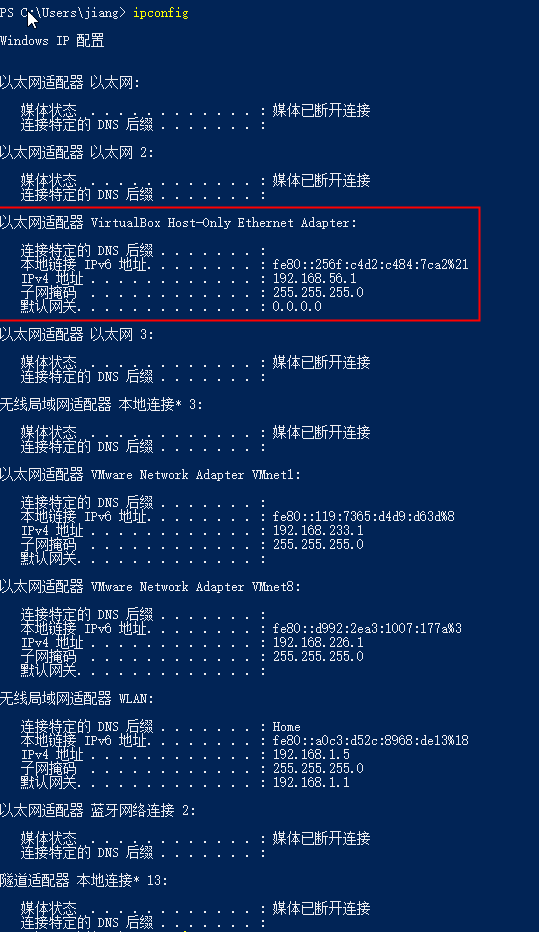 PS C:\Users\jiang> ipconfig
Windows IP 配置
以太网适配器 以太网:
媒体状态 . . . . . . . . . . . . : 媒体已断开连接
连接特定的 DNS 后缀 . . . . . . . :
以太网适配器 以太网 2:
媒体状态 . . . . . . . . . . . . : 媒体已断开连接
连接特定的 DNS 后缀 . . . . . . . :
以太网适配器 VirtualBox Host-Only Ethernet Adapter:
连接特定的 DNS 后缀 . . . . . . . :
本地链接 IPv6 地址. . . . . . . . : fe80::256f:c4d2:c484:7ca2%21
IPv4 地址 . . . . . . . . . . . . : 192.168.56.1
子网掩码 . . . . . . . . . . . . : 255.255.255.0
默认网关. . . . . . . . . . . . . : 0.0.0.0
以太网适配器 以太网 3:
媒体状态 . . . . . . . . . . . . : 媒体已断开连接
连接特定的 DNS 后缀 . . . . . . . :
无线局域网适配器 本地连接* 3:
媒体状态 . . . . . . . . . . . . : 媒体已断开连接
连接特定的 DNS 后缀 . . . . . . . :
以太网适配器 VMware Network Adapter VMnet1:
连接特定的 DNS 后缀 . . . . . . . :
本地链接 IPv6 地址. . . . . . . . : fe80::119:7365:d4d9:d63d%8
IPv4 地址 . . . . . . . . . . . . : 192.168.233.1
子网掩码 . . . . . . . . . . . . : 255.255.255.0
默认网关. . . . . . . . . . . . . :
以太网适配器 VMware Network Adapter VMnet8:
连接特定的 DNS 后缀 . . . . . . . :
本地链接 IPv6 地址. . . . . . . . : fe80::d992:2ea3:1007:177a%3
IPv4 地址 . . . . . . . . . . . . : 192.168.226.1
子网掩码 . . . . . . . . . . . . : 255.255.255.0
默认网关. . . . . . . . . . . . . :
无线局域网适配器 WLAN:
连接特定的 DNS 后缀 . . . . . . . : Home
本地链接 IPv6 地址. . . . . . . . : fe80::a0c3:d52c:8968:de13%18
IPv4 地址 . . . . . . . . . . . . : 192.168.1.5
子网掩码 . . . . . . . . . . . . : 255.255.255.0
默认网关. . . . . . . . . . . . . : 192.168.1.1
以太网适配器 蓝牙网络连接 2:
媒体状态 . . . . . . . . . . . . : 媒体已断开连接
连接特定的 DNS 后缀 . . . . . . . :
隧道适配器 本地连接* 13:
媒体状态 . . . . . . . . . . . . : 媒体已断开连接
连接特定的 DNS 后缀 . . . . . . . :